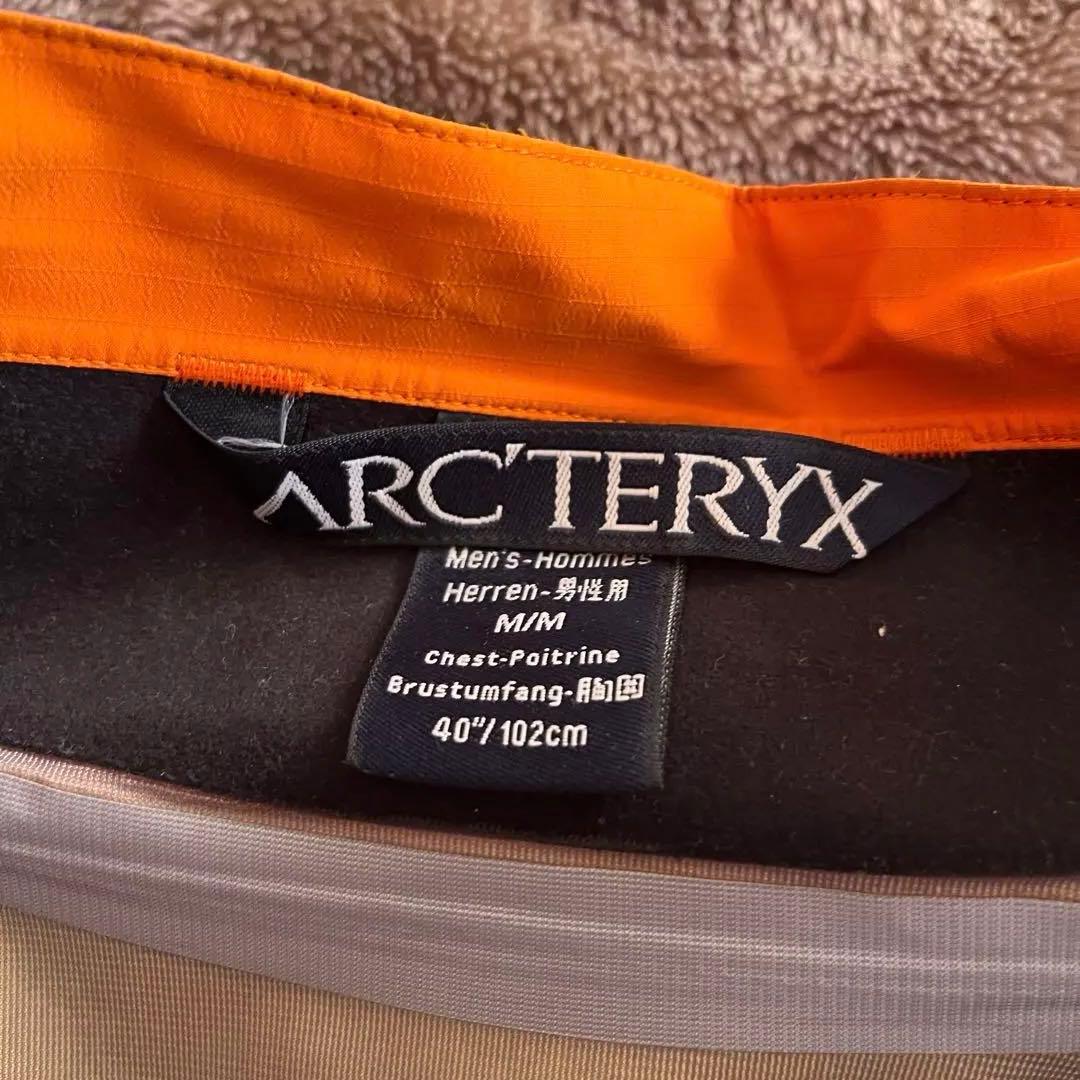 ARC'TERYX
Men's-Hommes
Herren-男性用
M/M
Chest-Poitrine
Brustumfang-胸囲
40"/102cm